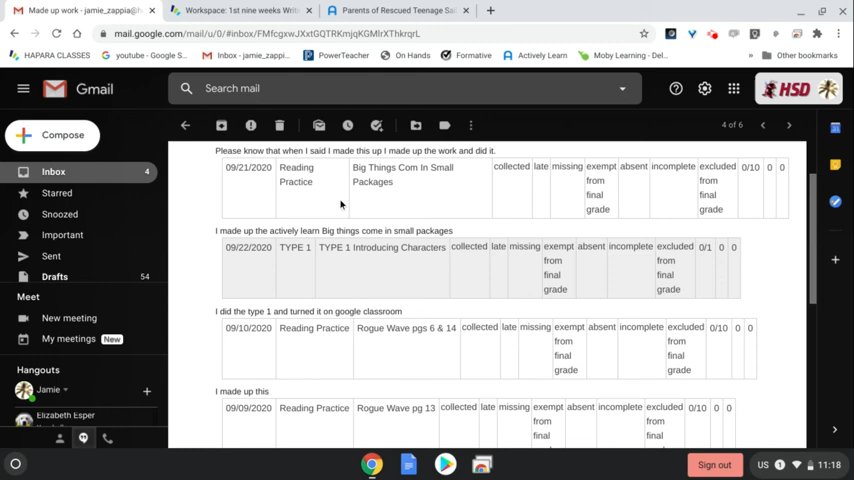 Made up work - jamie_zappia@h
Workspace: 1st nine weeks Write
Parents of Rescued Teenage Sai
mail.google.com/mail/u/0/#inbox/FMfcgxwJXxtGQTRKmjqKGMIrXThkrqrL
HAPARA CLASSES
youtube - Google S...
Inbox - jamie_zappi...
PowerTeacher
On Hands
Formative
Actively Learn
Moby Learning - Del...
»
Other bookmarks
Gmail
Search mail
HSD
Compose
4 of 6
Inbox 4
Starred
Snoozed
Important
Sent
Drafts 54
Meet
New meeting
My meetings New
Hangouts
Jamie
Elizabeth Esper
Please know that when I said I made this up I made up the work and did it.
09/21/2020 Reading Practice Big Things Com In Small Packages collected late missing exempt from final grade absent incomplete excluded from final grade 0/10 0 0
I made up the actively learn Big things come in small packages
09/22/2020 TYPE 1 TYPE 1 Introducing Characters collected late missing exempt from final grade absent incomplete excluded from final grade 0/1 0 0
I did the type 1 and turned it on google classroom
09/10/2020 Reading Practice Rogue Wave pgs 6 & 14 collected late missing exempt from final grade absent incomplete excluded from final grade 0/10 0 0
I made up this
09/09/2020 Reading Practice Rogue Wave pg 13 collected late missing exempt from final absent incomplete excluded from final 0/10 0 0
Sign out
US 1 11:18